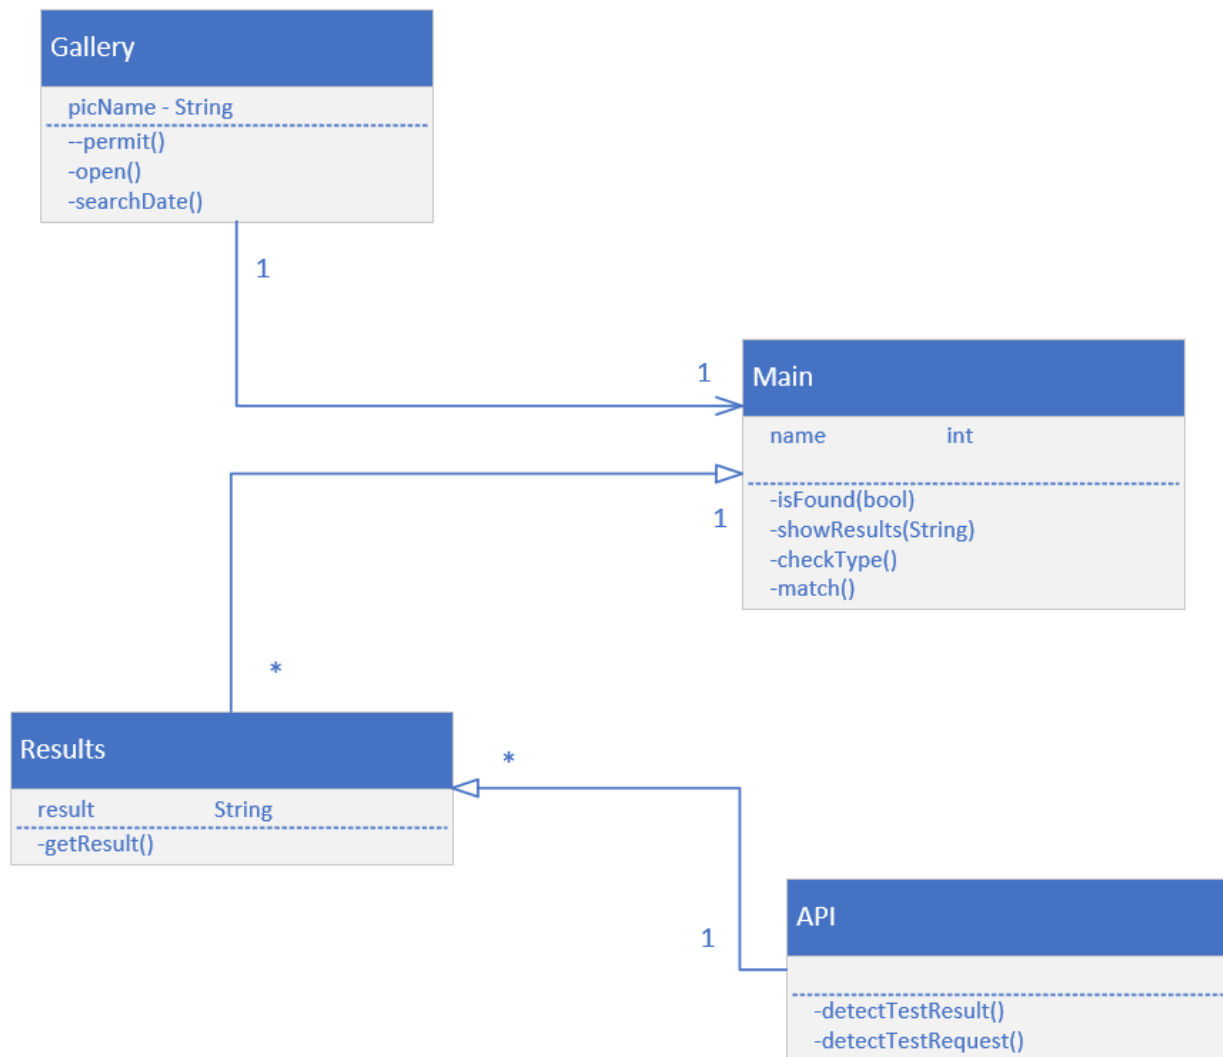 Gallery
picName - String
--permit()
-open()
-searchDate()
1
1
Main
name int
-isFound(bool)
-showResults(String)
-checkType()
-match()
1
*
Results
result String
-getResult()
*
1
API
-detectTestResult()
-detectTestRequest()